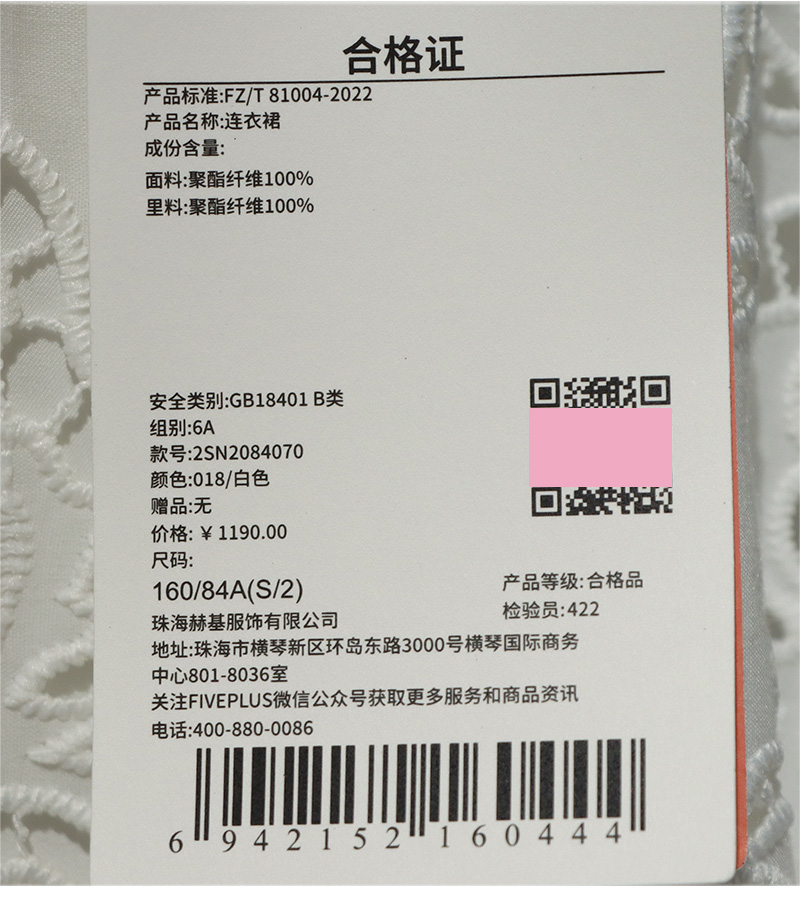 合格证
产品标准:FZ/T 81004-2022
产品名称:连衣裙
成份含量:
面料:聚酯纤维100%
里料:聚酯纤维100%
安全类别:GB18401 B类
组别:6A
款号:2SN2084070
颜色:018/白色
赠品:无
价格: ¥ 1190.00
尺码:
160/84A(S/2)
产品等级:合格品
检验员:422
珠海赫基服饰有限公司
地址:珠海市横琴新区环岛东路3000号横琴国际商务
中心801-8036室
关注FIVEPLUS微信公众号获取更多服务和商品资讯
电话:400-880-0086
6 942152 160444